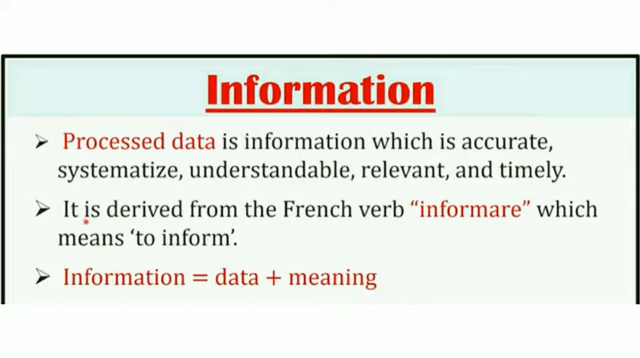 Information
➤ Processed data is information which is accurate,
systematize, understandable, relevant, and timely.
➤ It is derived from the French verb “informare” which
means ‘to inform’.
➤ Information = data + meaning